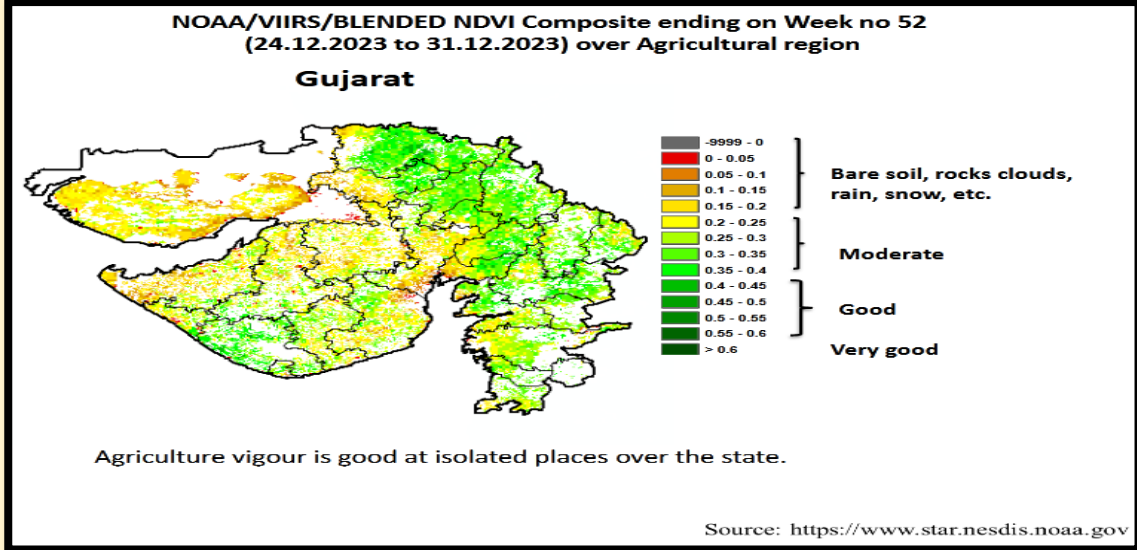 NOAA/VIIRS/BLENDED NDVI Composite ending on Week no 52
(24.12.2023 to 31.12.2023) over Agricultural region
Gujarat
-9999 - 0
0 - 0.05
0.05 - 0.1
0.1 - 0.15
0.15 - 0.2
0.2 - 0.25
0.25 - 0.3
0.3 - 0.35
0.35 - 0.4
0.4 - 0.45
0.45 - 0.5
0.5 - 0.55
0.55 - 0.6
> 0.6
Bare soil, rocks clouds,
rain, snow, etc.
Moderate
Good
Very good
Agriculture vigour is good at isolated places over the state.
Source: https://www.star.nesdis.noaa.gov